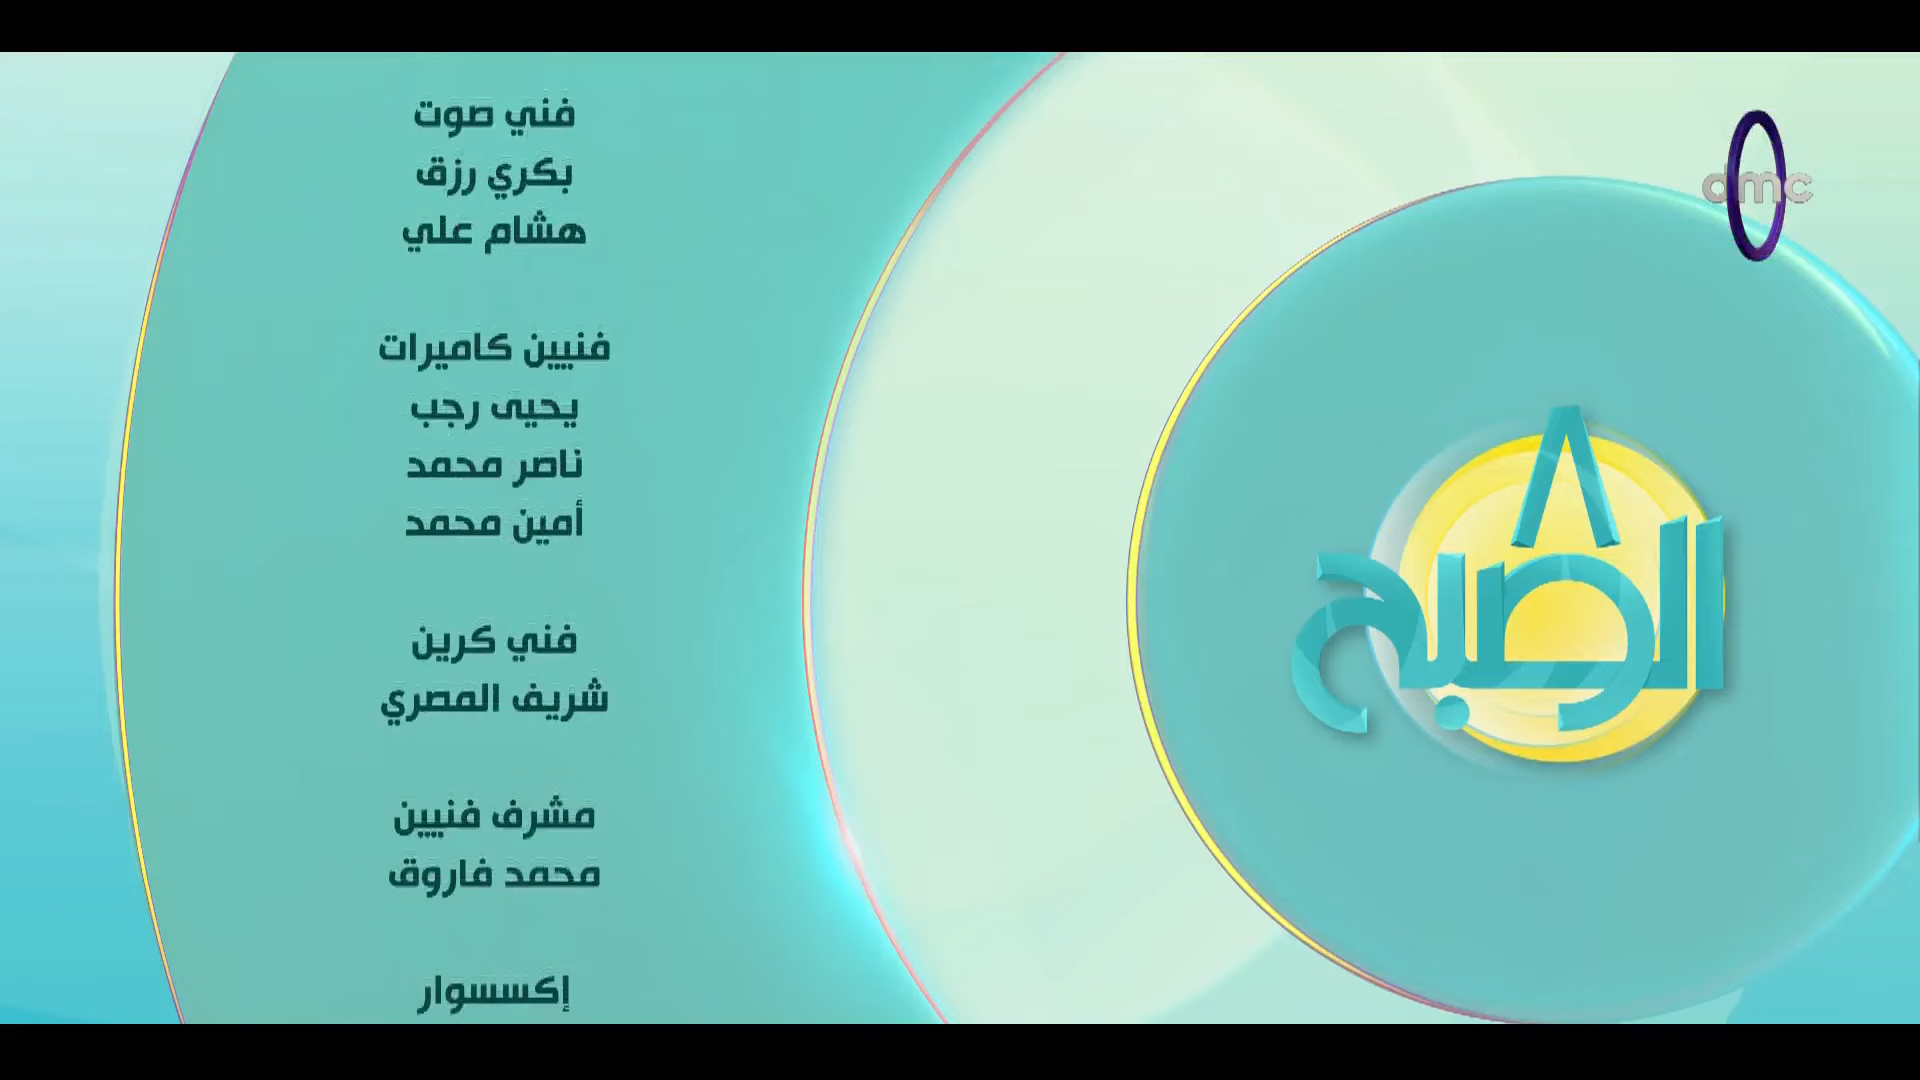 فني صوت
بكري رزق
هشام علي
فنيين كاميرات
يحيى رجب
ناصر محمد
أمين محمد
فني كرين
شريف المصري
مشرف فنيين
محمد فاروق
إكسسوار
dmc
٨
الصبح